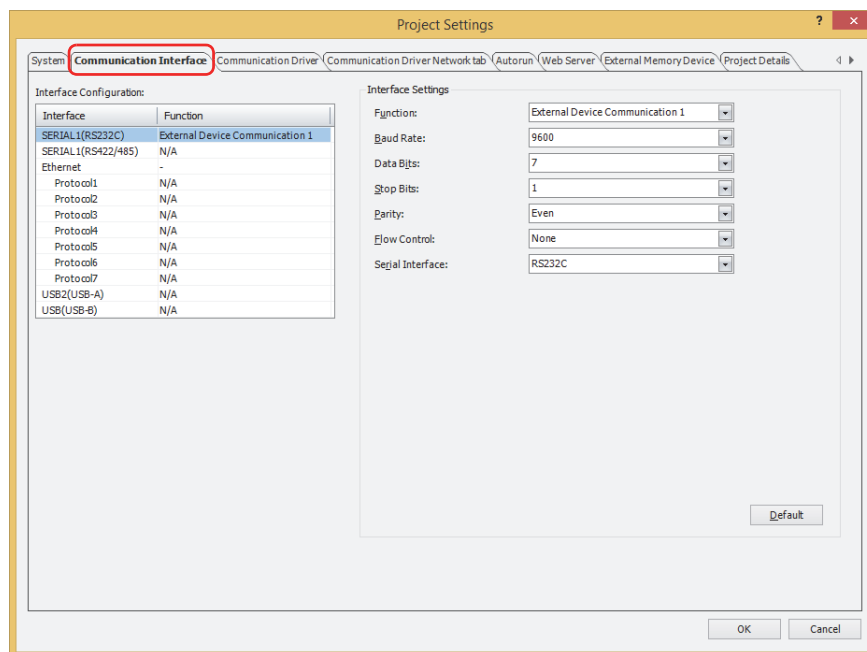 Project Settings
? ×
System Communication Interface Communication Driver Communication Driver Network tab Autorun Web Server External Memory Device Project Details
Interface Configuration:
Interface Function
SERIAL1(RS232C) External Device Communication 1
SERIAL1(RS422/485) N/A
Ethernet -
Protocol1 N/A
Protocol2 N/A
Protocol3 N/A
Protocol4 N/A
Protocol5 N/A
Protocol6 N/A
Protocol7 N/A
USB2(USB-A) N/A
USB(USB-B) N/A
Interface Settings
Function: External Device Communication 1
Baud Rate: 9600
Data Bits: 7
Stop Bits: 1
Parity: Even
Flow Control: None
Serial Interface: RS232C
Default
OK Cancel